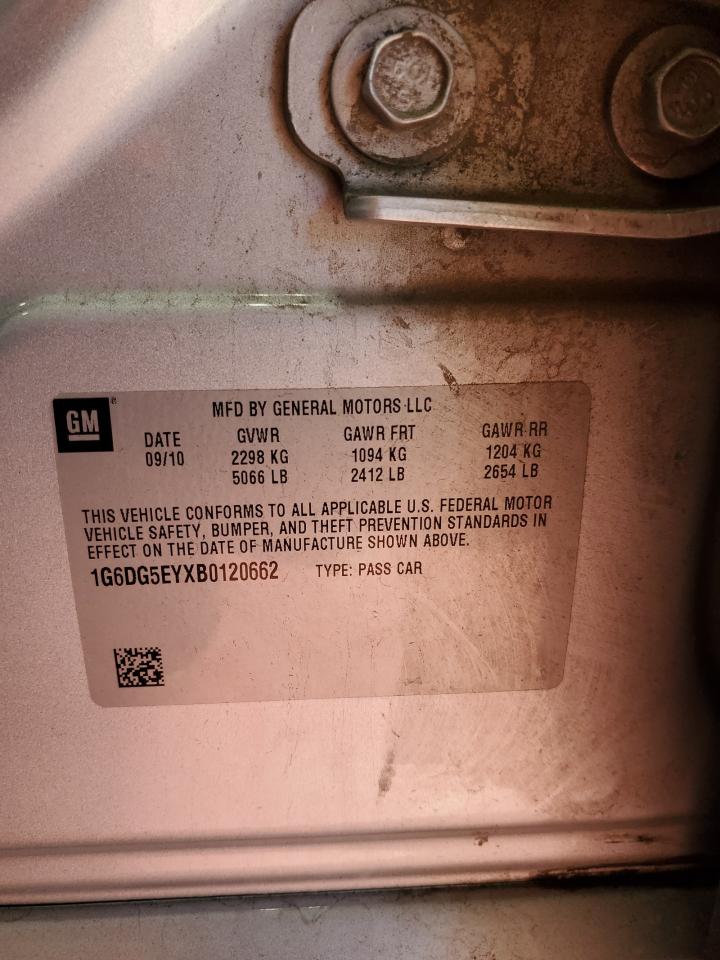 GM®
MFD BY GENERAL MOTORS LLC
DATE GVWR GAWR FRT GAWR RR
09/10 2298 KG 1094 KG 1204 KG
5066 LB 2412 LB 2654 LB
THIS VEHICLE CONFORMS TO ALL APPLICABLE U.S. FEDERAL MOTOR
VEHICLE SAFETY, BUMPER, AND THEFT PREVENTION STANDARDS IN
EFFECT ON THE DATE OF MANUFACTURE SHOWN ABOVE.
1G6DG5EYXB0120662 TYPE: PASS CAR